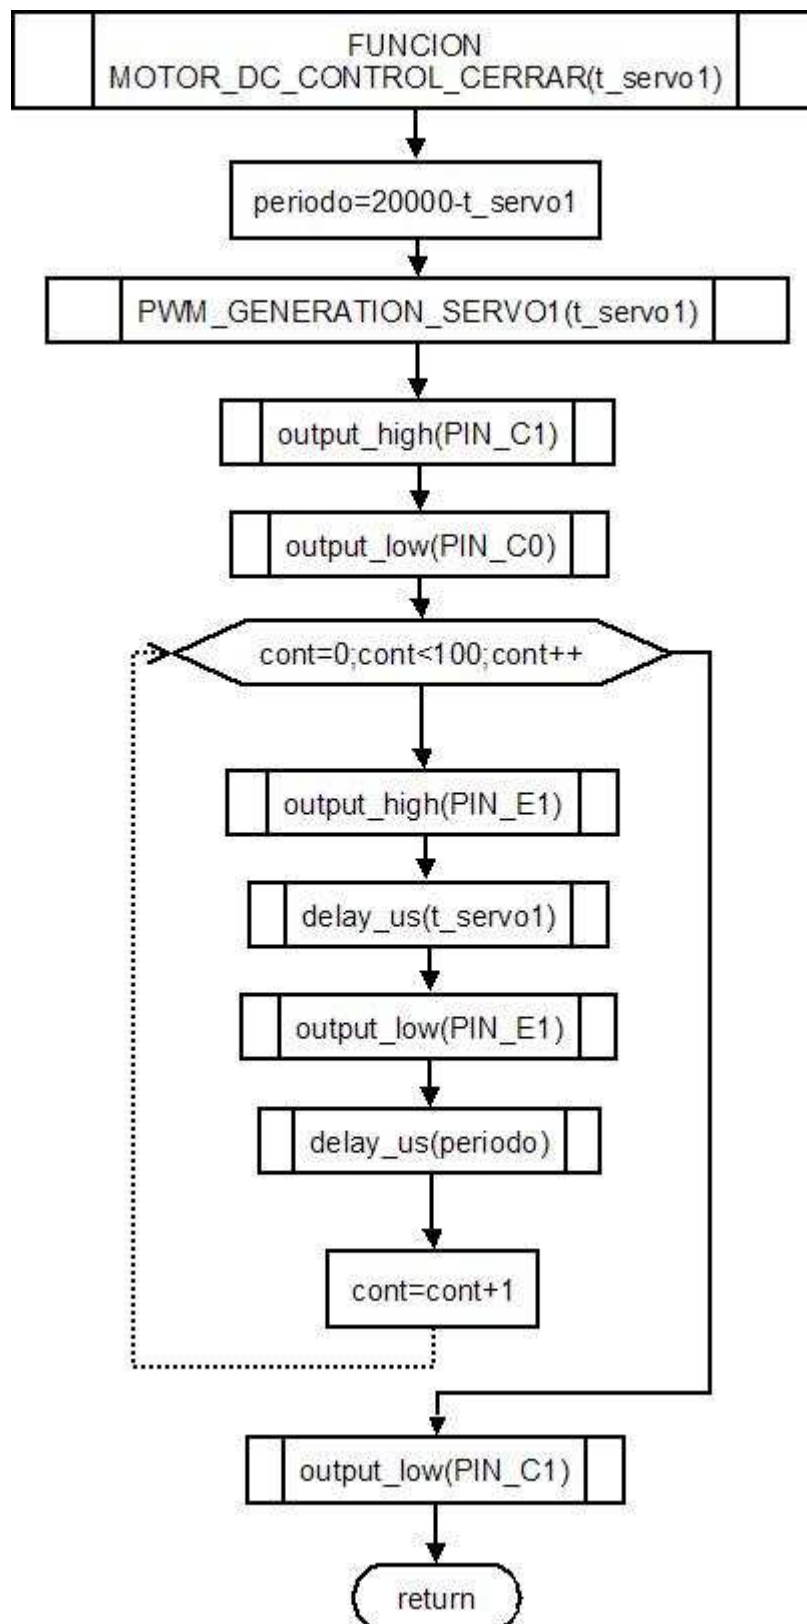 FUNCION
MOTOR_DC_CONTROL_CERRAR(t_servo1)
periodo=20000-t_servo1
PWM_GENERATION_SERVO1(t_servo1)
output_high(PIN_C1)
output_low(PIN_C0)
cont=0;cont<100;cont++
output_high(PIN_E1)
delay_us(t_servo1)
output_low(PIN_E1)
delay_us(periodo)
cont=cont+1
output_low(PIN_C1)
return